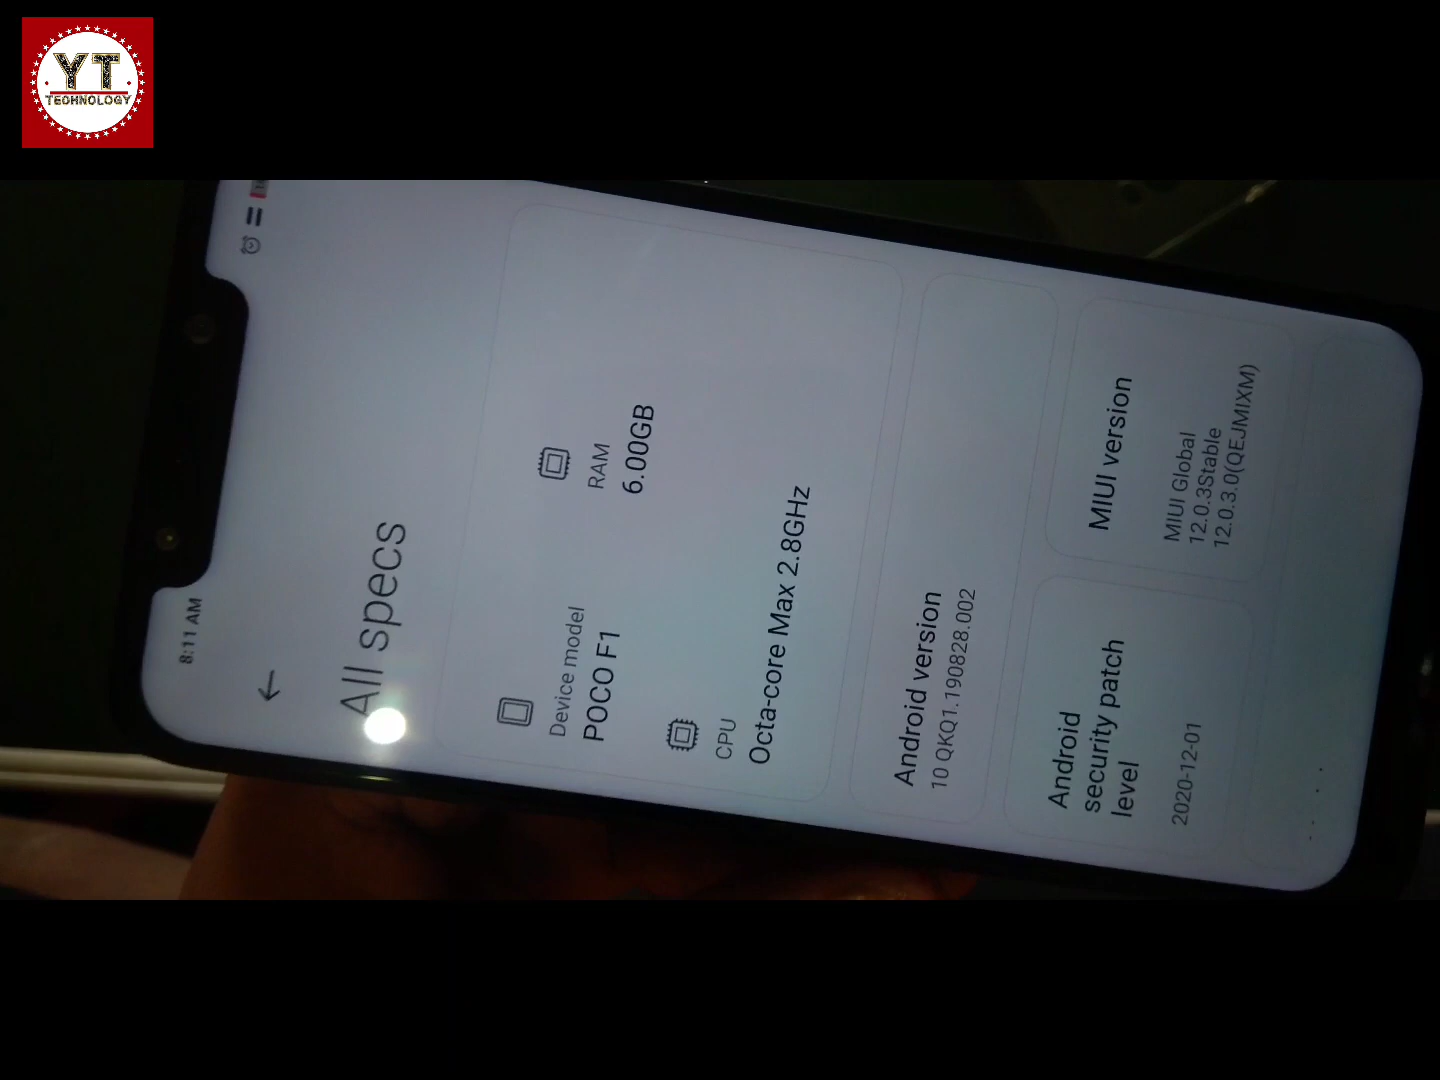 YT
TECHNOLOGY
8:11 AM
All specs
Device model
POCO F1
RAM
6.00GB
CPU
Octa-core Max 2.8GHz
Android version
10 QKQ1.190828.002
Android
security patch
level
2020-12-01
MIUI version
MIUI Global
12.0.3Stable
12.0.3.0(QEJMIXM)